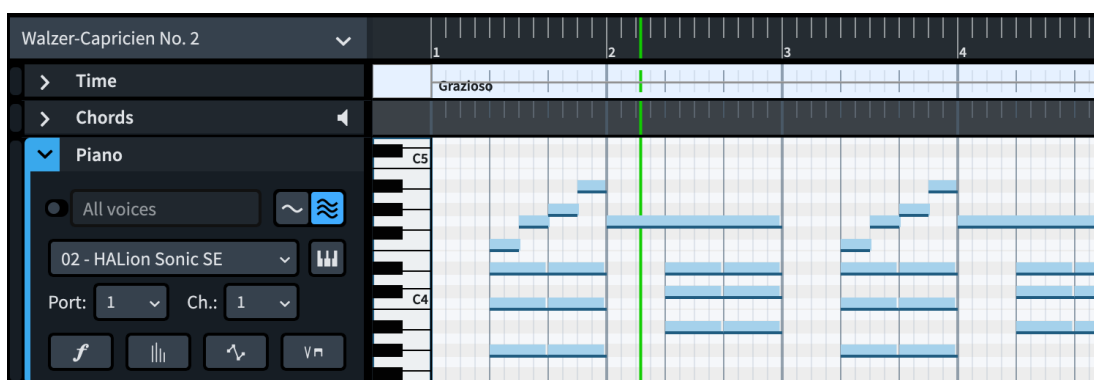 Walzer-Capricien No. 2
1 2 3 4
Time
Grazioso
Chords
Piano
C5
All voices
02 - HALion Sonic SE
Port: 1 Ch.: 1
C4